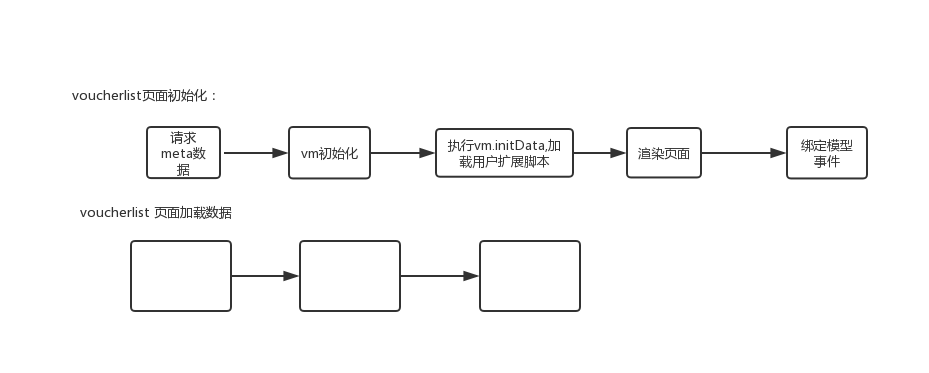 voucherlist页面初始化：
请求
meta数
据
vm初始化
执行vm.initData,加
载用户扩展脚本
渲染页面
绑定模型
事件
voucherlist 页面加载数据